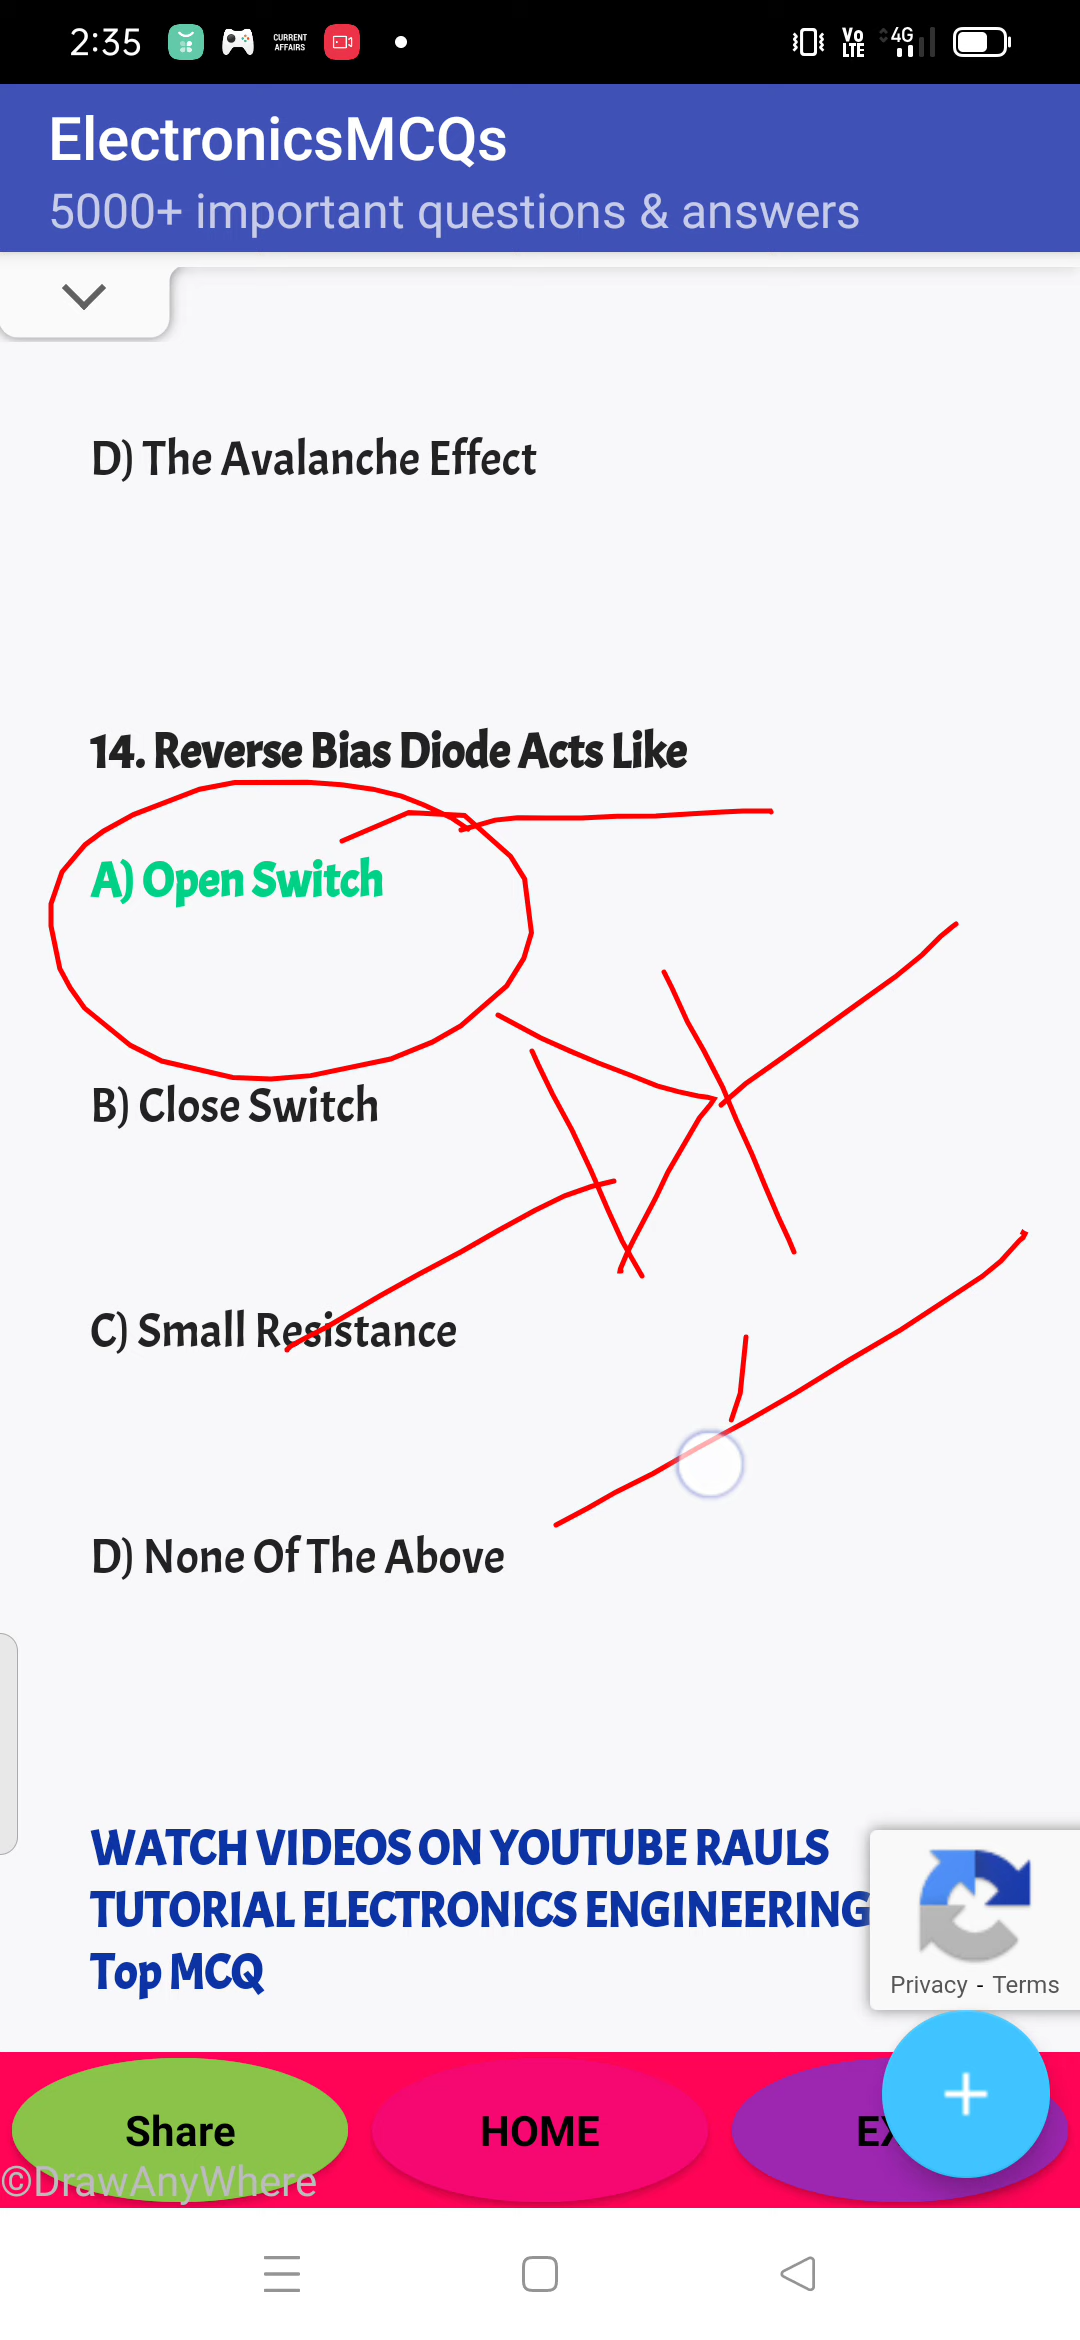 2:35
CURRENT
AFFAIRS
Vo
LTE
4G
ElectronicsMCQs
5000+ important questions & answers
D) The Avalanche Effect
14. Reverse Bias Diode Acts Like
A) Open Switch
B) Close Switch
C) Small Resistance
D) None Of The Above
WATCH VIDEOS ON YOUTUBE RAULS
TUTORIAL ELECTRONICS ENGINEERING
Top MCQ
Privacy - Terms
Share
HOME
©DrawAnyWhere